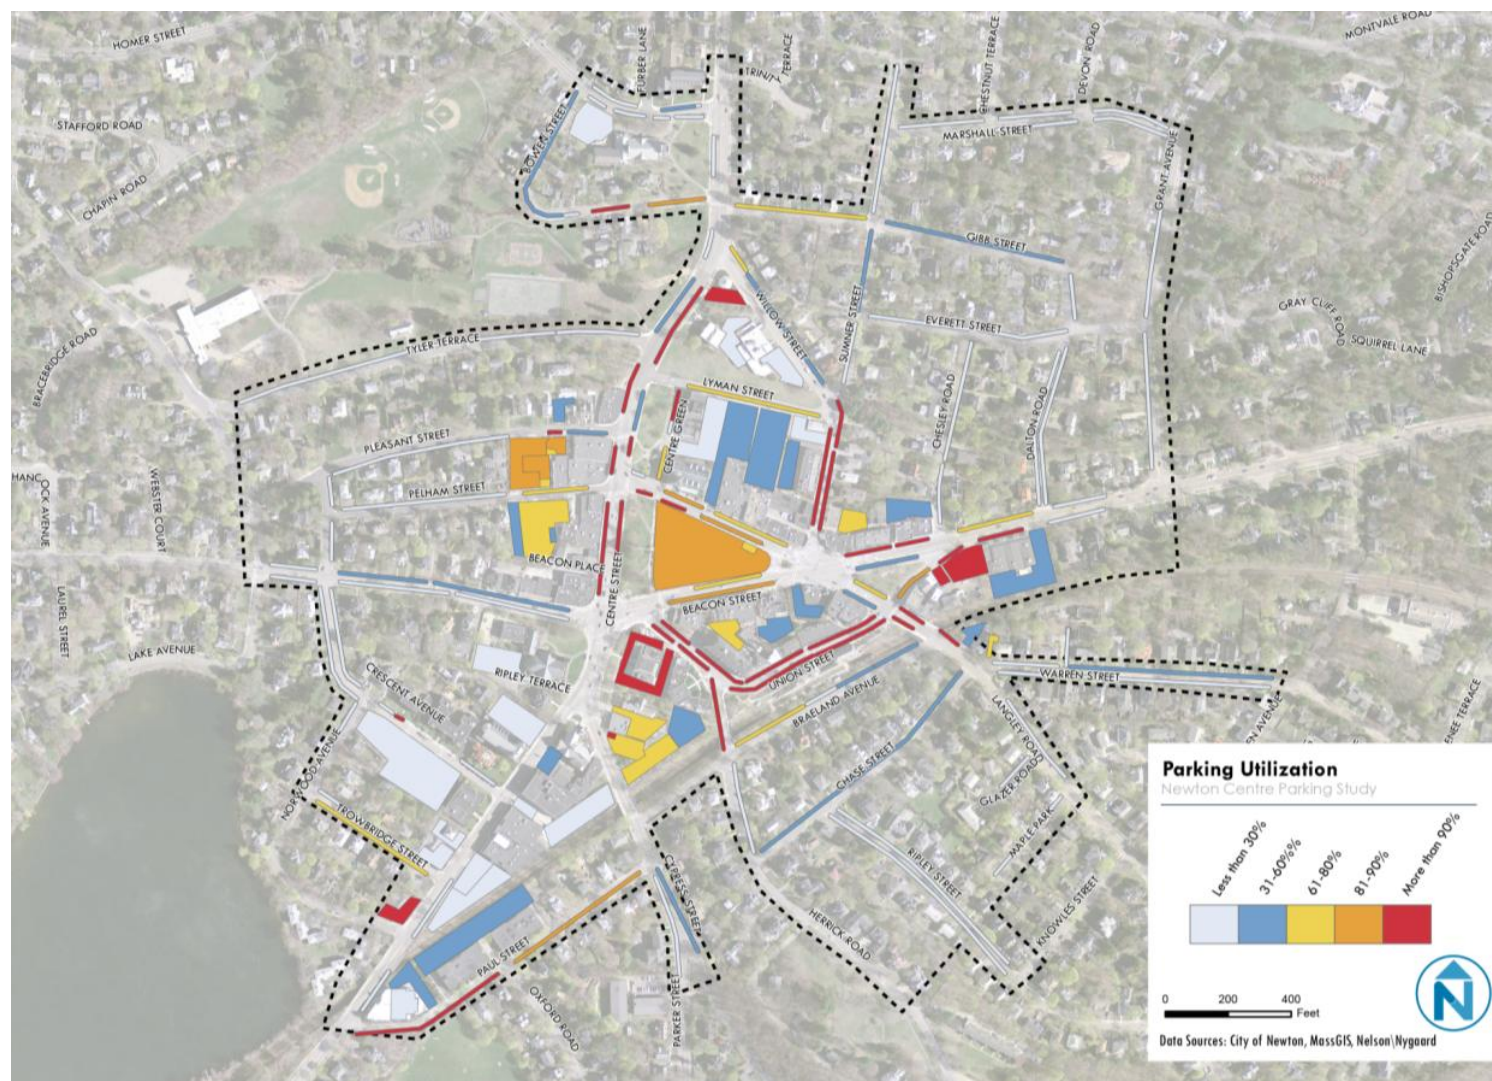 HOMER STREET
FURBER LANE
TRINITY TERRACE
CHESTNUT TERRACE
DEVON ROAD
MONTVALE ROAD
STAFFORD ROAD
BOWEN STREET
MARSHALL STREET
GRANT AVENUE
CHAPIN ROAD
GIBB STREET
BISHOPSGATE ROAD
WILLOW STREET
SUMNER STREET
EVERETT STREET
GRAY CLIFF ROAD
SQUIRREL LANE
BRACEBRIDGE ROAD
TYLER TERRACE
LYMAN STREET
CHESLEY ROAD
DALTON ROAD
PLEASANT STREET
CENTRE GREEN
HANC
OCK AVENUE
WEBSTER COURT
PELHAM STREET
BEACON PLACE
CENTRE STREET
BEACON STREET
LAUREL STREET
LAKE AVENUE
CRESCENT AVENUE
RIPLEY TERRACE
UNION STREET
BRAELAND AVENUE
WARREN STREET
LANGLEY ROAD
EN AVENUE
ENEE TERRACE
NORWOOD AVENUE
CHASE STREET
GLAZER ROAD
MAPLE PARK
TROWBRIDGE STREET
CYPRESS STREET
RIPLEY STREET
KNOWLES STREET
HERRICK ROAD
PAUL STREET
OXFORD ROAD
PARKER STREET
Parking Utilization
Newton Centre Parking Study
Less than 30%
31-60%%
61-80%
81-90%
More than 90%
0 200 400
Feet
N
Data Sources: City of Newton, MassGIS, Nelson\Nygaard